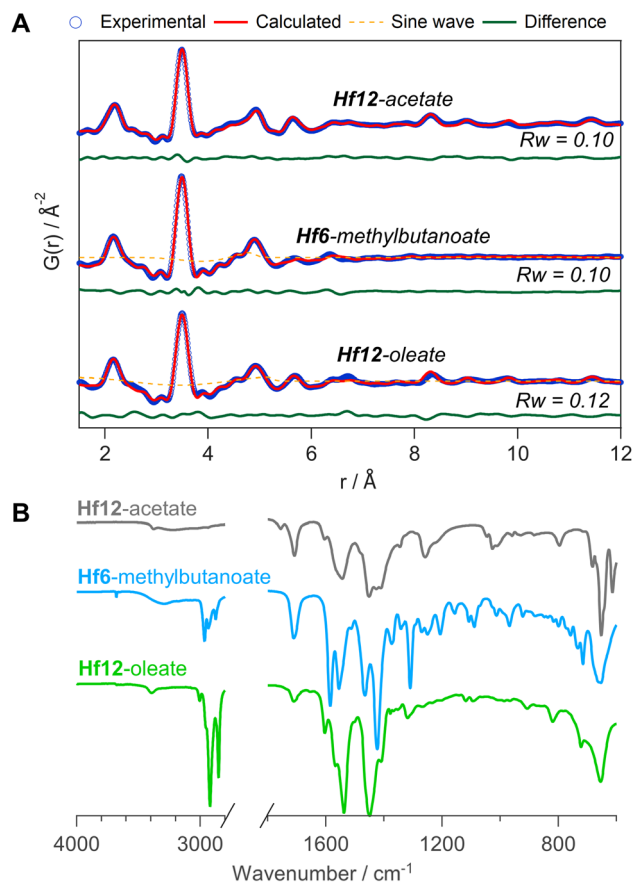 A
Experimental Calculated Sine wave Difference
Hf12-acetate
Rw = 0.10
Hf6-methylbutanoate
Rw = 0.10
Hf12-oleate
Rw = 0.12
G(r) / Å⁻²
2 4 6 8 10 12
r / Å
B
Hf12-acetate
Hf6-methylbutanoate
Hf12-oleate
4000 3000 1600 1200 800
Wavenumber / cm⁻¹